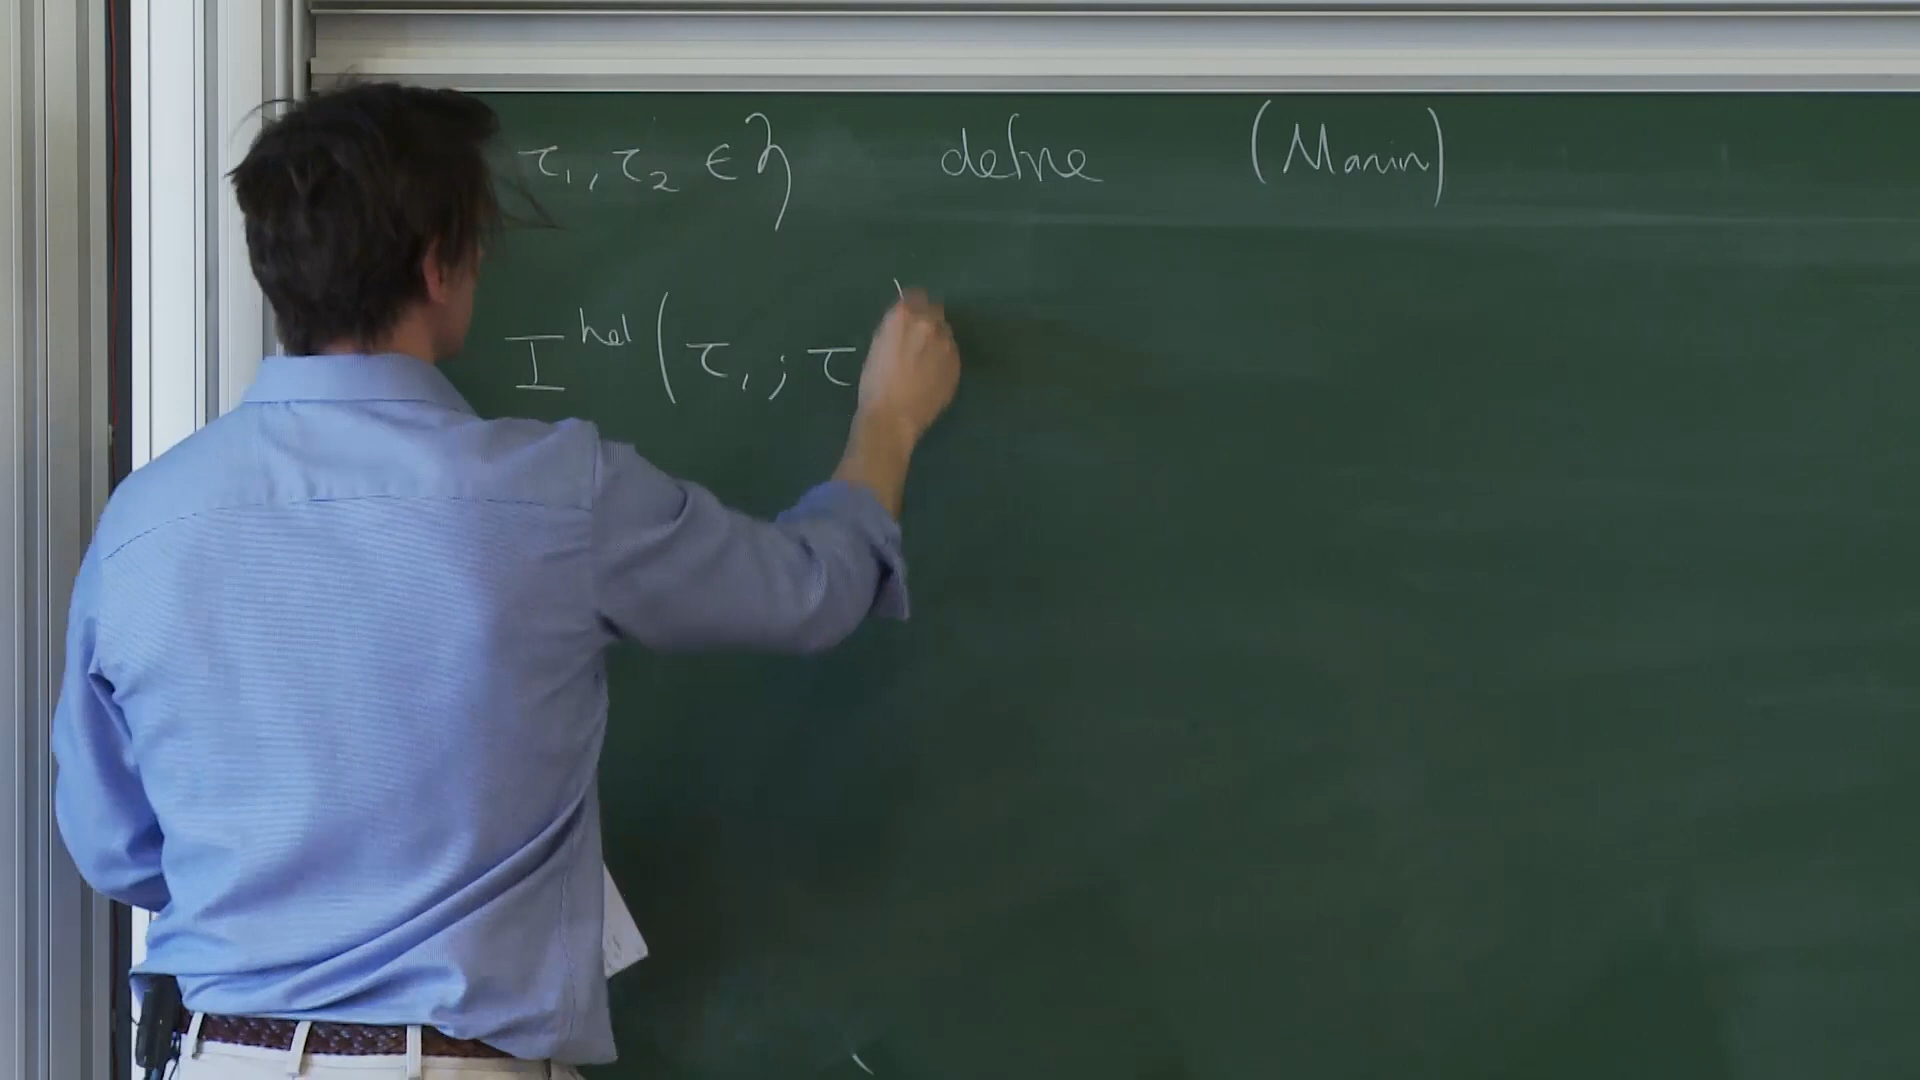 τ₁, τ₂ ∈ 𝔥 define (Manin)
I^hol (τ₁; τ